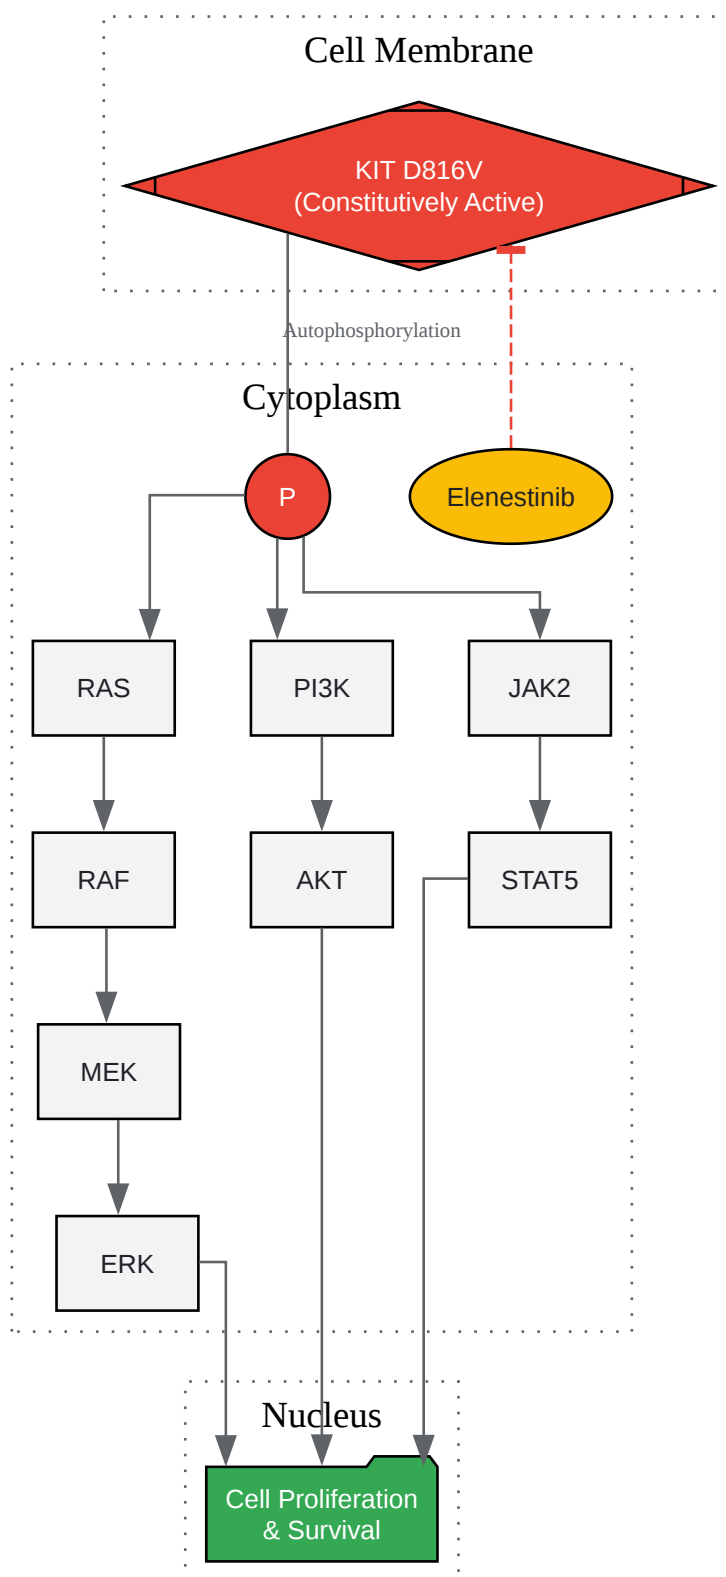 Cell Membrane
KIT D816V
(Constitutively Active)
Autophosphorylation
Cytoplasm
P
Elenestinib
RAS
PI3K
JAK2
RAF
AKT
STAT5
MEK
ERK
Nucleus
Cell Proliferation
& Survival